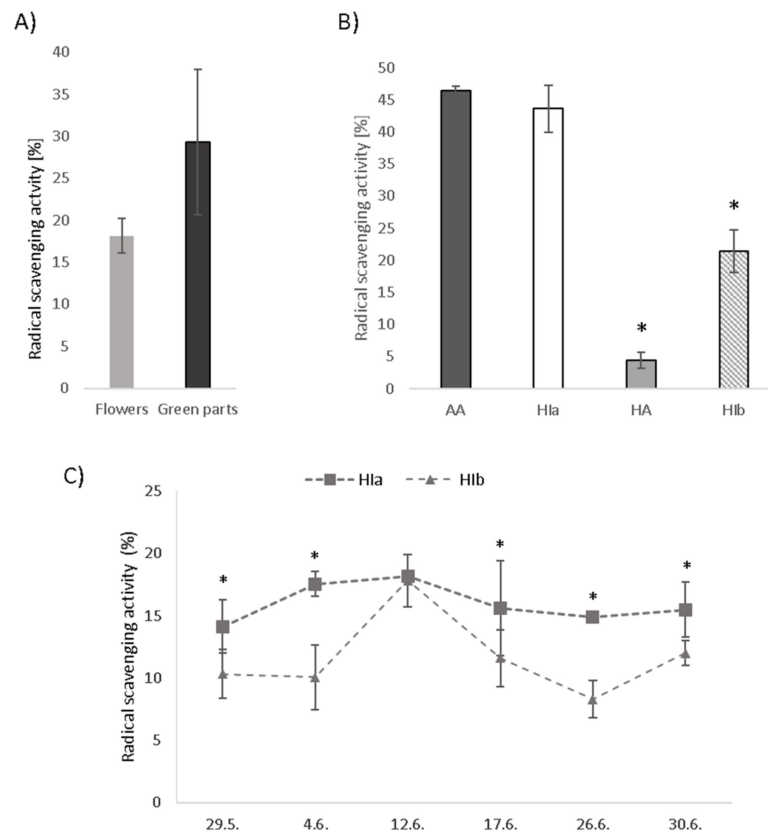 A)
Radical scavenging actvity [%]
40
35
30
25
20
15
10
5
0
Flowers Green parts
B)
Radical scavenging actvity [%]
50
45
40
35
30
25
20
15
10
5
0
*
*
AA HIa HA HIb
C)
HIa HIb
Radical scavenging activity (%)
25
20
15
10
5
0
* * * * *
29.5. 4.6. 12.6. 17.6. 26.6. 30.6.